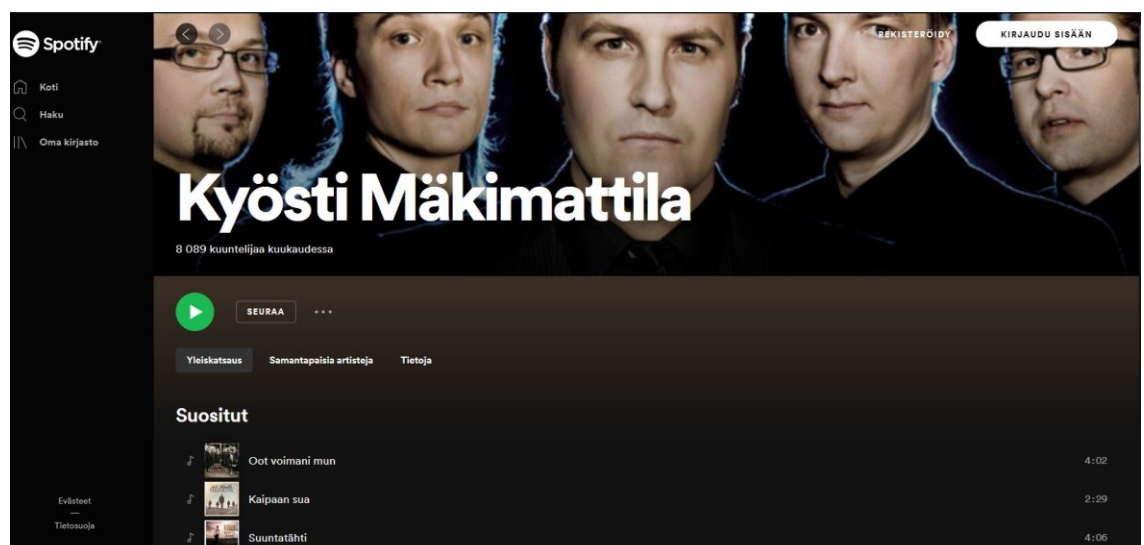 Spotify
Koti
Haku
Oma kirjasto
Evästeet
Tietosuoja
REKISTERÖIDY
KIRJAUDU SISÄÄN
Kyösti Mäkimattila
8 089 kuuntelijaa kuukaudessa
SEURAA
Yleiskatsaus Samantapaisia artisteja Tietoja
Suositut
Oot voimani mun 4:02
Kaipaan sua 2:29
Suuntatähti 4:06